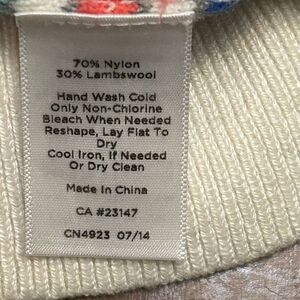 70% Nylon
30% Lambswool
Hand Wash Cold
Only Non-Chlorine
Bleach When Needed
Reshape, Lay Flat To
Dry
Cool Iron, If Needed
Or Dry Clean
Made In China
CA #23147
CN4923 07/14